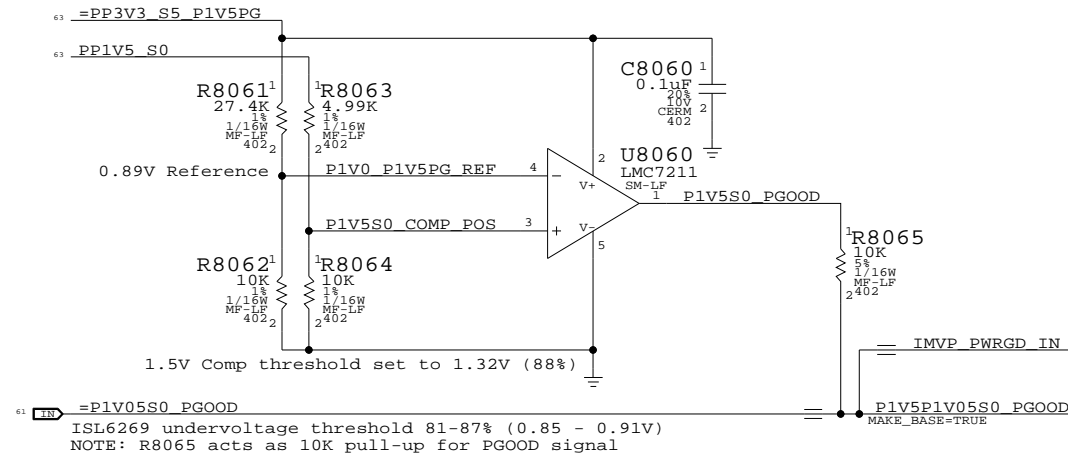 63 =PP3V3_S5_P1V5PG
63 PP1V5_S0
R8061 1
27.4K
1%
1/16W
MF-LF
402 2
1 R8063
4.99K
1%
1/16W
MF-LF
2 402
C8060 1
0.1uF
20%
10V
CERM
402
2
0.89V Reference
P1V0_P1V5PG_REF 4
P1V5S0_COMP_POS 3
U8060
LMC7211
SM-LF
2
V+
V-
5
1
P1V5S0_PGOOD
1 R8065
10K
5%
1/16W
MF-LF
2 402
R8062 1
10K
1%
1/16W
MF-LF
402 2
1 R8064
10K
1%
1/16W
MF-LF
2 402
1.5V Comp threshold set to 1.32V (88%)
IMVP_PWRGD_IN
61 IN =P1V05S0_PGOOD
P1V5P1V05S0_PGOOD
MAKE_BASE=TRUE
ISL6269 undervoltage threshold 81-87% (0.85 - 0.91V)
NOTE: R8065 acts as 10K pull-up for PGOOD signal